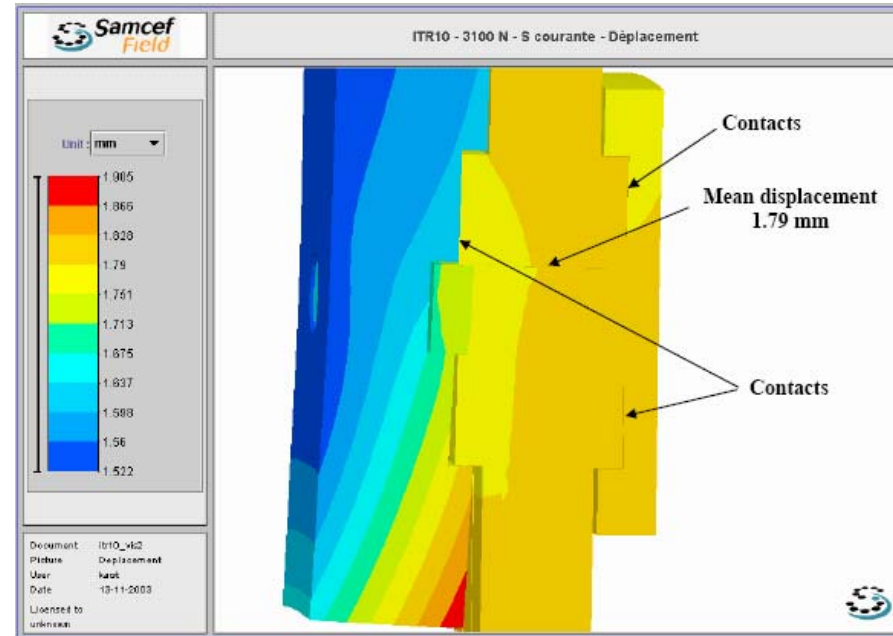 Samcef
Field
ITR10 - 3100 N - S courante - Déplacement
Unit : mm
1.905
1.866
1.828
1.79
1.751
1.713
1.675
1.637
1.598
1.56
1.522
Contacts
Mean displacement
1.79 mm
Contacts
Document itr10_vis2
Picture Deplacement
User kaot
Date 13-11-2003
Licensed to
unknown